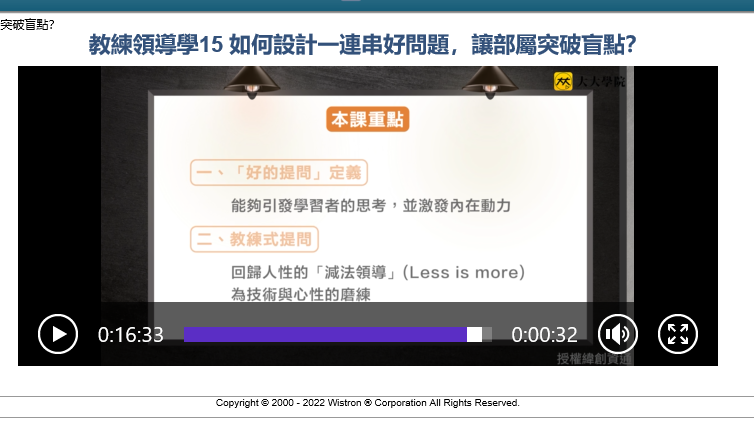 突破盲點?
教練領導學15 如何設計一連串好問題，讓部屬突破盲點?
大大學院
本課重點
一、「好的提問」定義
能夠引發學習者的思考，並激發內在動力
二、教練式提問
回歸人性的「減法領導」(Less is more)
為技術與心性的磨練
0:16:33
0:00:32
授權緯創資通
Copyright © 2000 - 2022 Wistron ® Corporation All Rights Reserved.